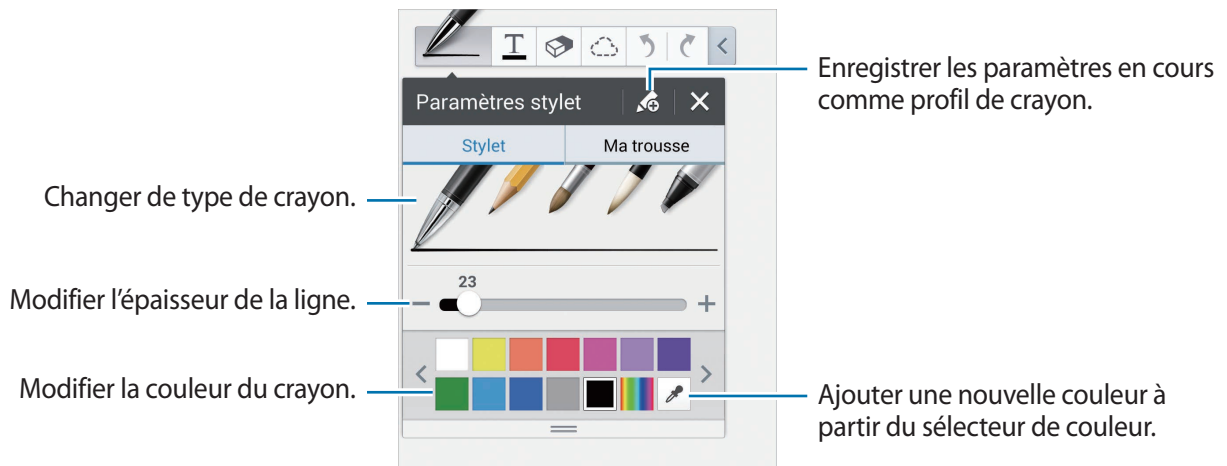 T
Enregistrer les paramètres en cours
comme profil de crayon.
Paramètres stylet
Stylet
Ma trousse
Changer de type de crayon.
23
Modifier l'épaisseur de la ligne.
Modifier la couleur du crayon.
Ajouter une nouvelle couleur à
partir du sélecteur de couleur.